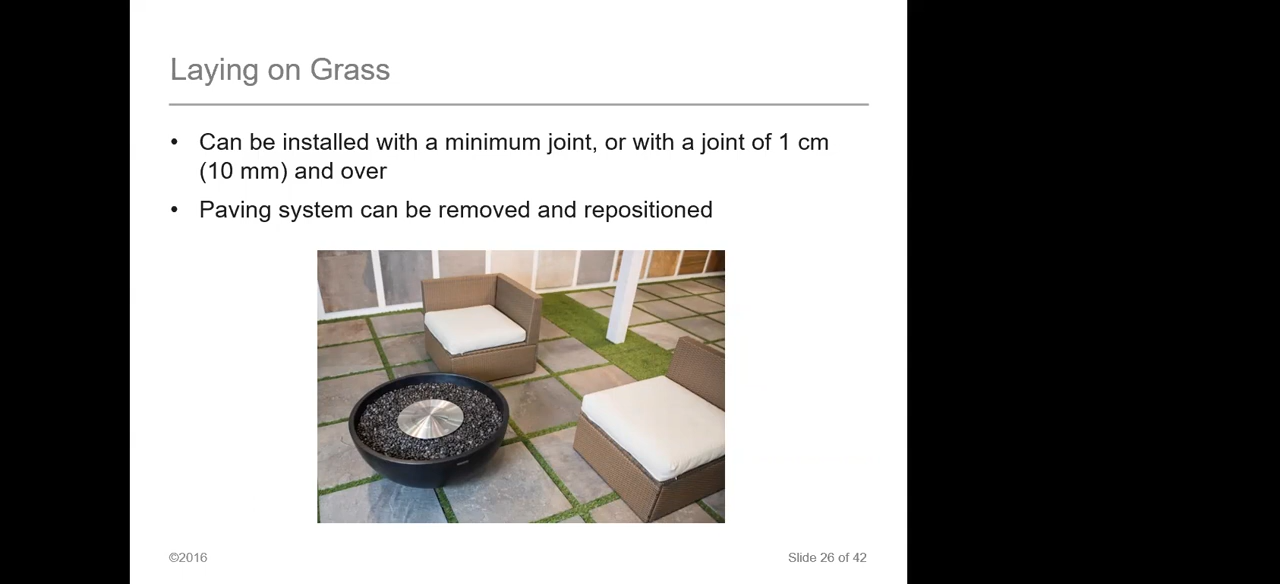 Laying on Grass
• Can be installed with a minimum joint, or with a joint of 1 cm
(10 mm) and over
• Paving system can be removed and repositioned
©2016
Slide 26 of 42